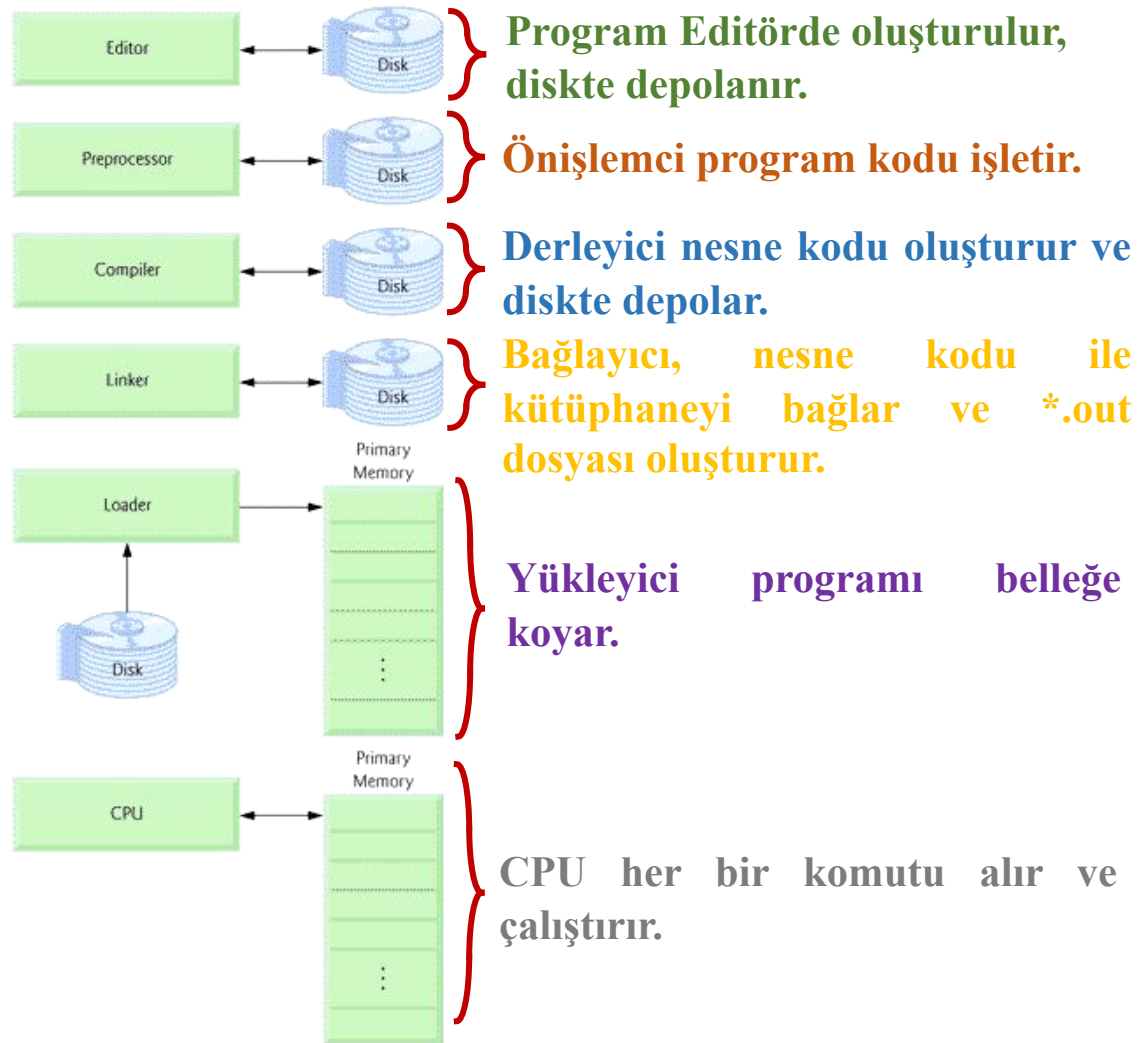 Editor
Disk
Program Editörde oluşturulur,
diskte depolanır.
Preprocessor
Disk
Önişlemci program kodu işletir.
Compiler
Disk
Derleyici nesne kodu oluşturur ve
diskte depolar.
Linker
Disk
Bağlayıcı, nesne kodu ile
kütüphaneyi bağlar ve *.out
dosyası oluşturur.
Primary
Memory
Loader
Disk
Yükleyici programı belleğe
koyar.
Primary
Memory
CPU
CPU her bir komutu alır ve
çalıştırır.